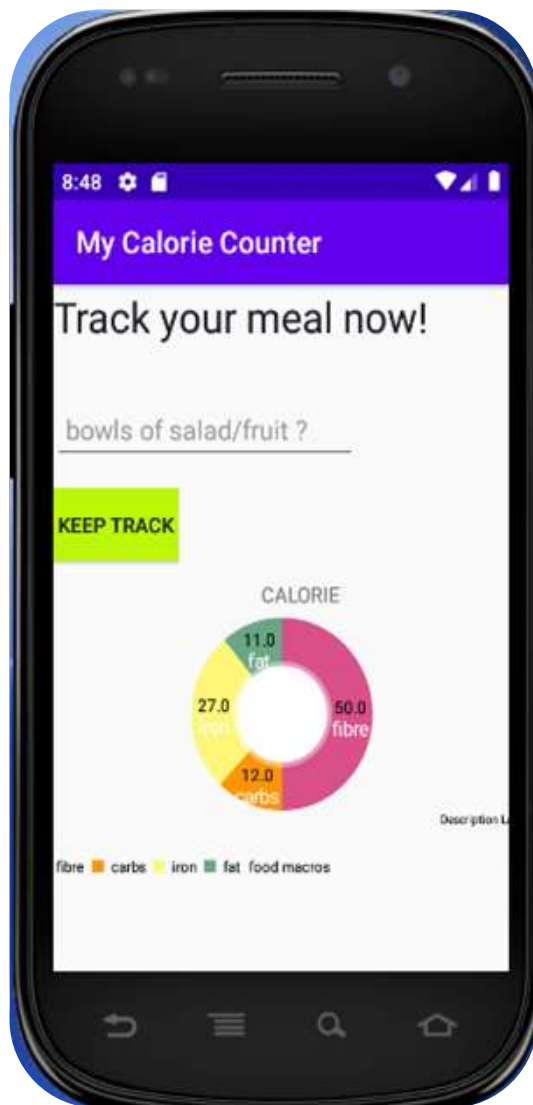 8:48
My Calorie Counter
Track your meal now!
bowls of salad/fruit ?
KEEP TRACK
CALORIE
11.0
fat
27.0
iron
50.0
fibre
12.0
carbs
Description L
fibre carbs iron fat food macros